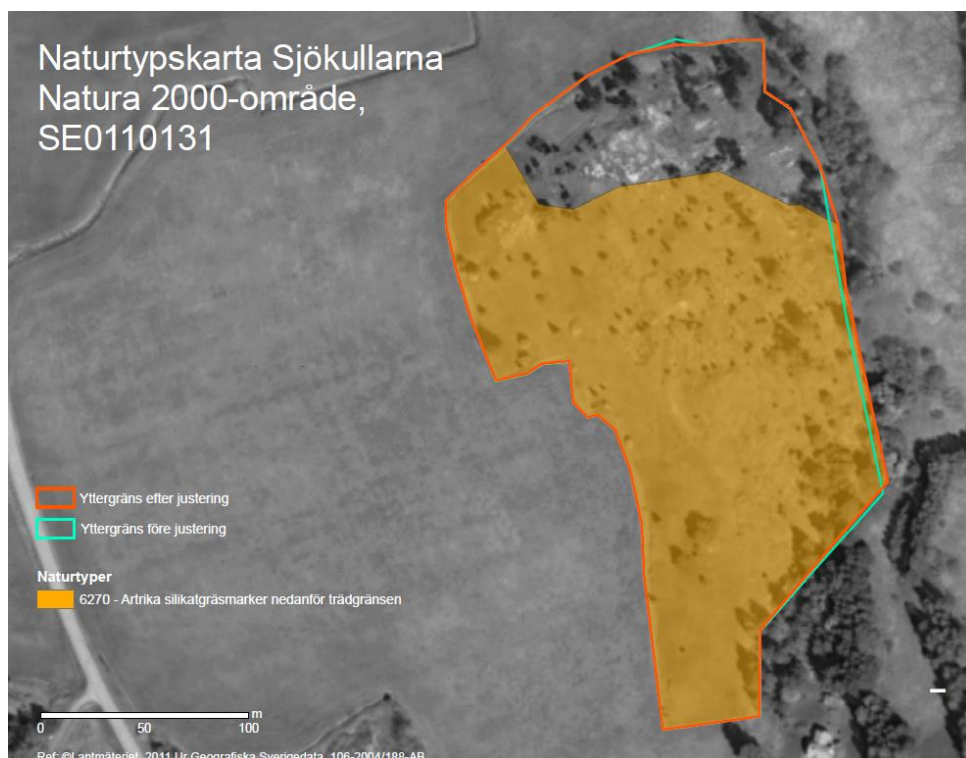 Naturtypskarta Sjökullarna
Natura 2000-område,
SE0110131
Yttergräns efter justering
Yttergräns före justering
Naturtyper
6270 - Artrika silikatgräsmarker nedanför trädgränsen
m
0 50 100
Ref: ©Lantmäteriet, 2011 Ur Geografiska Sverigedata, 106-2004/188-AB